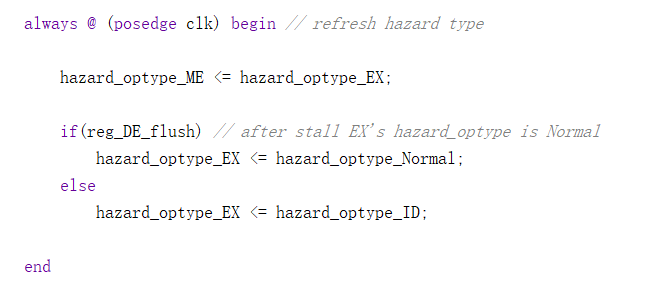 always @ (posedge clk) begin // refresh hazard type
hazard_optype_ME <= hazard_optype_EX;
if(reg_DE_flush) // after stall EX's hazard_optype is Normal
hazard_optype_EX <= hazard_optype_Normal;
else
hazard_optype_EX <= hazard_optype_ID;
end